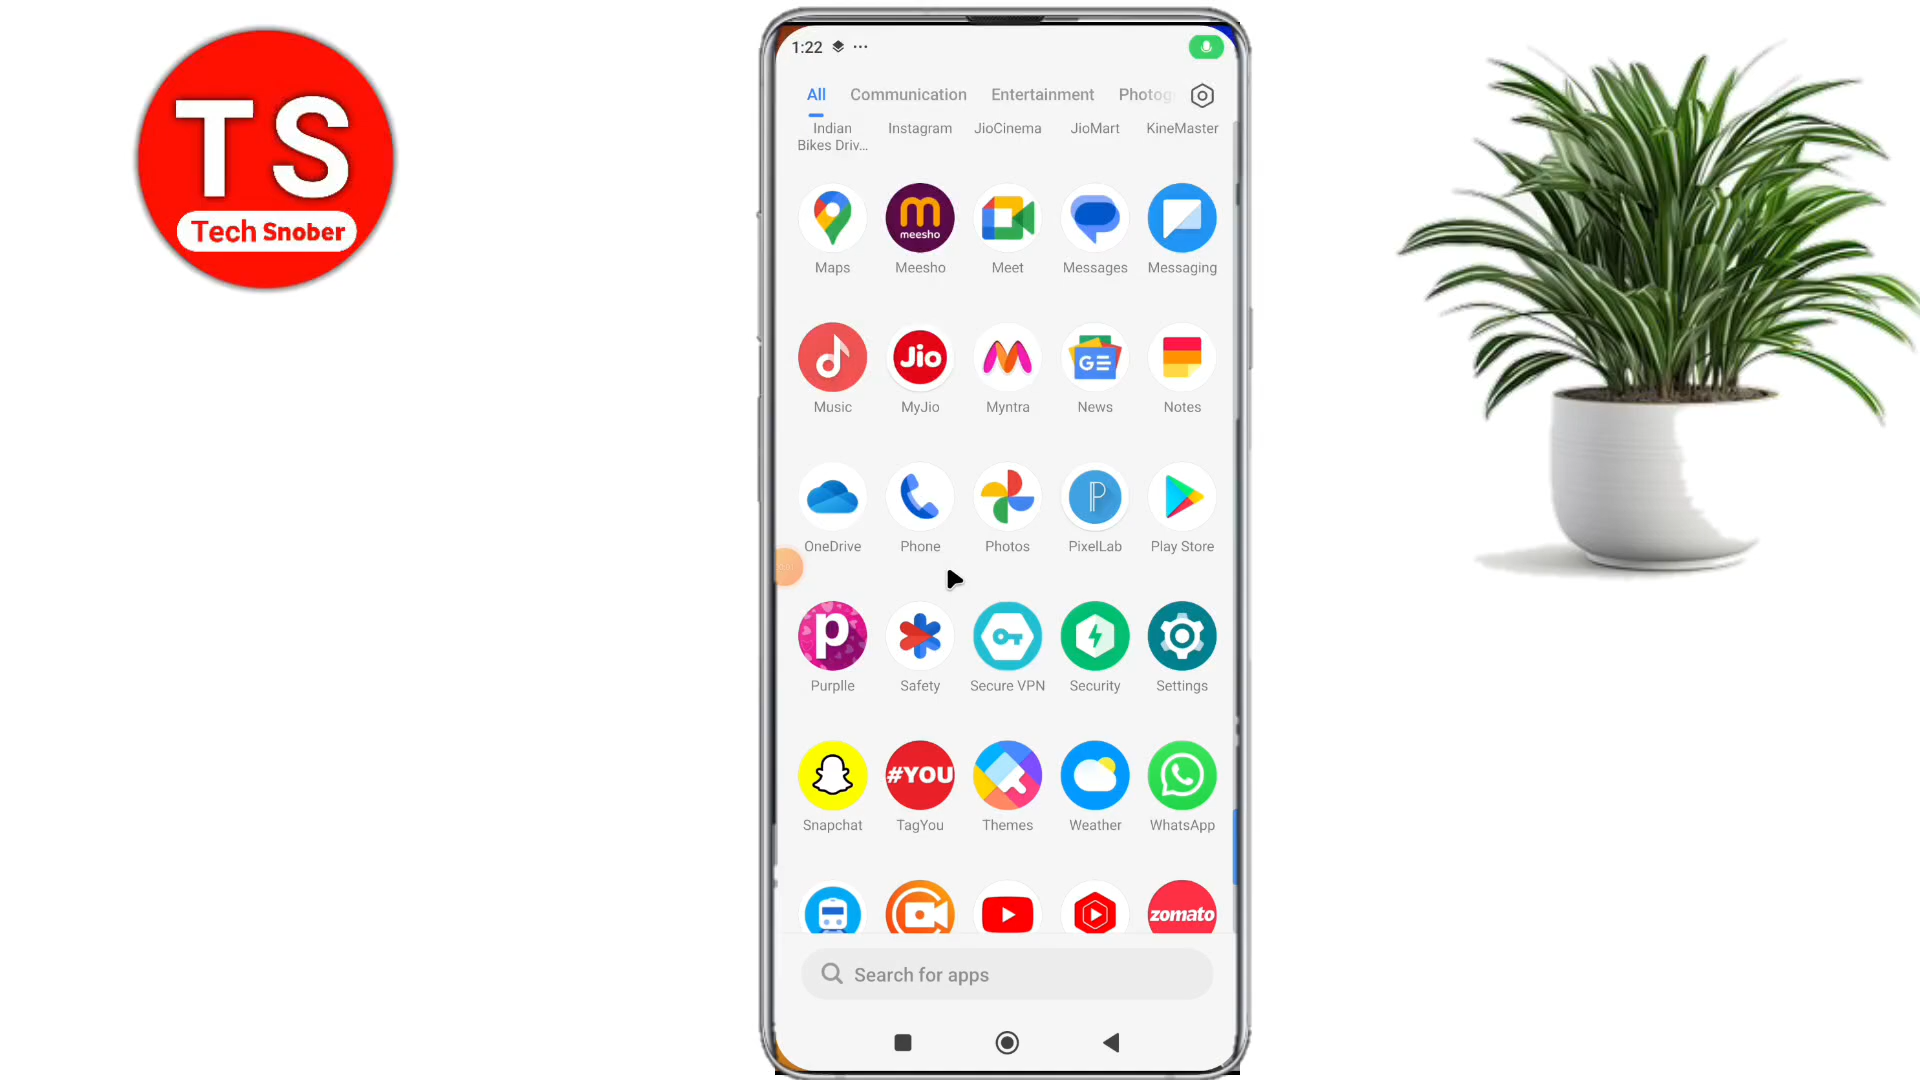 TS
Tech Snober
1:22
All Communication Entertainment Photog
Indian Instagram JioCinema JioMart KineMaster
Bikes Driv...
meesho
Maps Meesho Meet Messages Messaging
Jio
GE
Music MyJio Myntra News Notes
P
OneDrive Phone Photos PixelLab Play Store
p
Purplle Safety Secure VPN Security Settings
#YOU
Snapchat TagYou Themes Weather WhatsApp
zomato
Search for apps